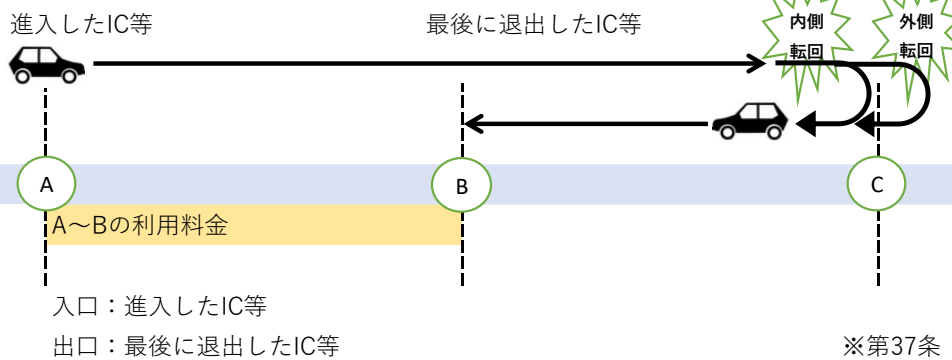 進入したIC等
最後に退出したIC等
内側
転回
外側
転回
A
B
C
A～Bの利用料金
入口：進入したIC等
出口：最後に退出したIC等
※第37条